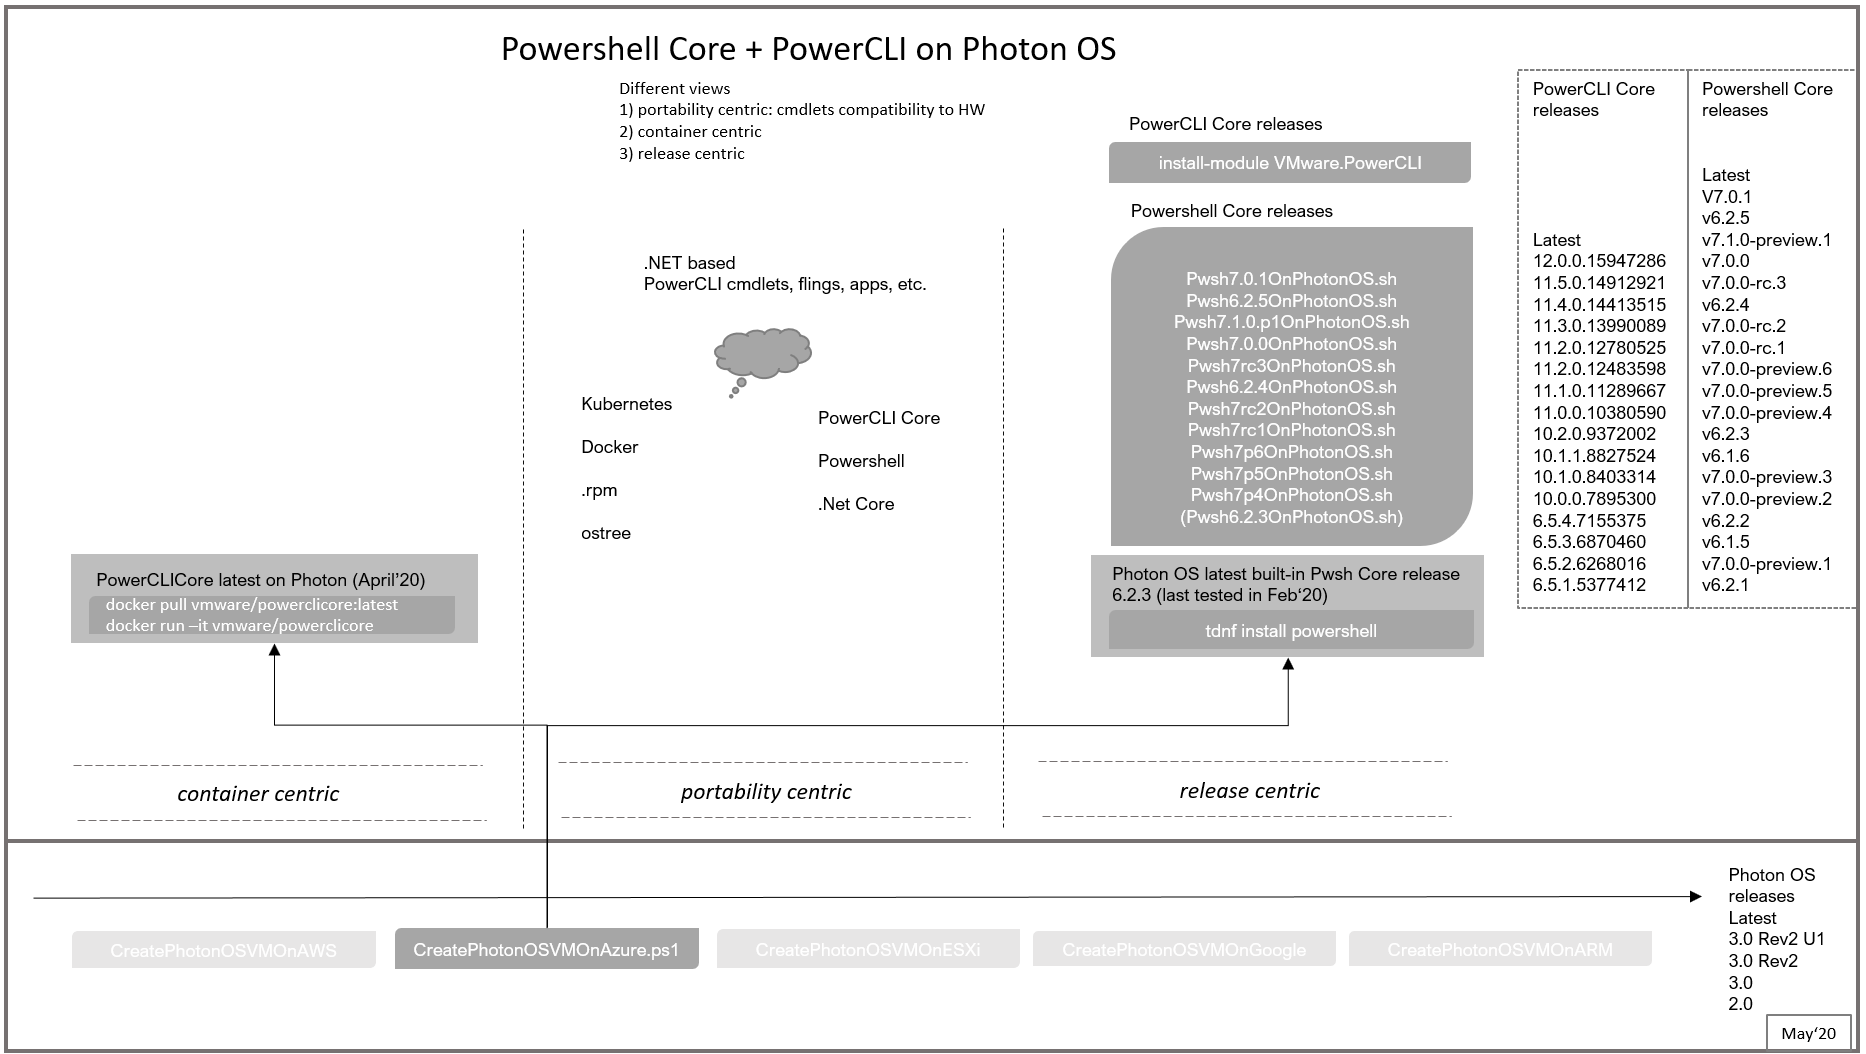 Powershell Core + PowerCLI on Photon OS
Different views
1) portability centric: cmdlets compatibility to HW
2) container centric
3) release centric
.NET based
PowerCLI cmdlets, flings, apps, etc.
Kubernetes
Docker
.rpm
ostree
PowerCLI Core
Powershell
.Net Core
PowerCLICore latest on Photon (April’20)
docker pull vmware/powerclicore:latest
docker run –it vmware/powerclicore
PowerCLI Core releases
install-module VMware.PowerCLI
Powershell Core releases
Pwsh7.0.1OnPhotonOS.sh
Pwsh6.2.5OnPhotonOS.sh
Pwsh7.1.0.p1OnPhotonOS.sh
Pwsh7.0.0OnPhotonOS.sh
Pwsh7rc3OnPhotonOS.sh
Pwsh6.2.4OnPhotonOS.sh
Pwsh7rc2OnPhotonOS.sh
Pwsh7rc1OnPhotonOS.sh
Pwsh7p6OnPhotonOS.sh
Pwsh7p5OnPhotonOS.sh
Pwsh7p4OnPhotonOS.sh
(Pwsh6.2.3OnPhotonOS.sh)
Photon OS latest built-in Pwsh Core release
6.2.3 (last tested in Feb‘20)
tdnf install powershell
PowerCLI Core
releases
Latest
12.0.0.15947286
11.5.0.14912921
11.4.0.14413515
11.3.0.13990089
11.2.0.12780525
11.2.0.12483598
11.1.0.11289667
11.0.0.10380590
10.2.0.9372002
10.1.1.8827524
10.1.0.8403314
10.0.0.7895300
6.5.4.7155375
6.5.3.6870460
6.5.2.6268016
6.5.1.5377412
Powershell Core
releases
Latest
V7.0.1
v6.2.5
v7.1.0-preview.1
v7.0.0
v7.0.0-rc.3
v6.2.4
v7.0.0-rc.2
v7.0.0-rc.1
v7.0.0-preview.6
v7.0.0-preview.5
v7.0.0-preview.4
v6.2.3
v6.1.6
v7.0.0-preview.3
v7.0.0-preview.2
v6.2.2
v6.1.5
v7.0.0-preview.1
v6.2.1
container centric
portability centric
release centric
CreatePhotonOSVMOnAWS
CreatePhotonOSVMOnAzure.ps1
CreatePhotonOSVMOnESXi
CreatePhotonOSVMOnGoogle
CreatePhotonOSVMOnARM
Photon OS
releases
Latest
3.0 Rev2 U1
3.0 Rev2
3.0
2.0
May‘20